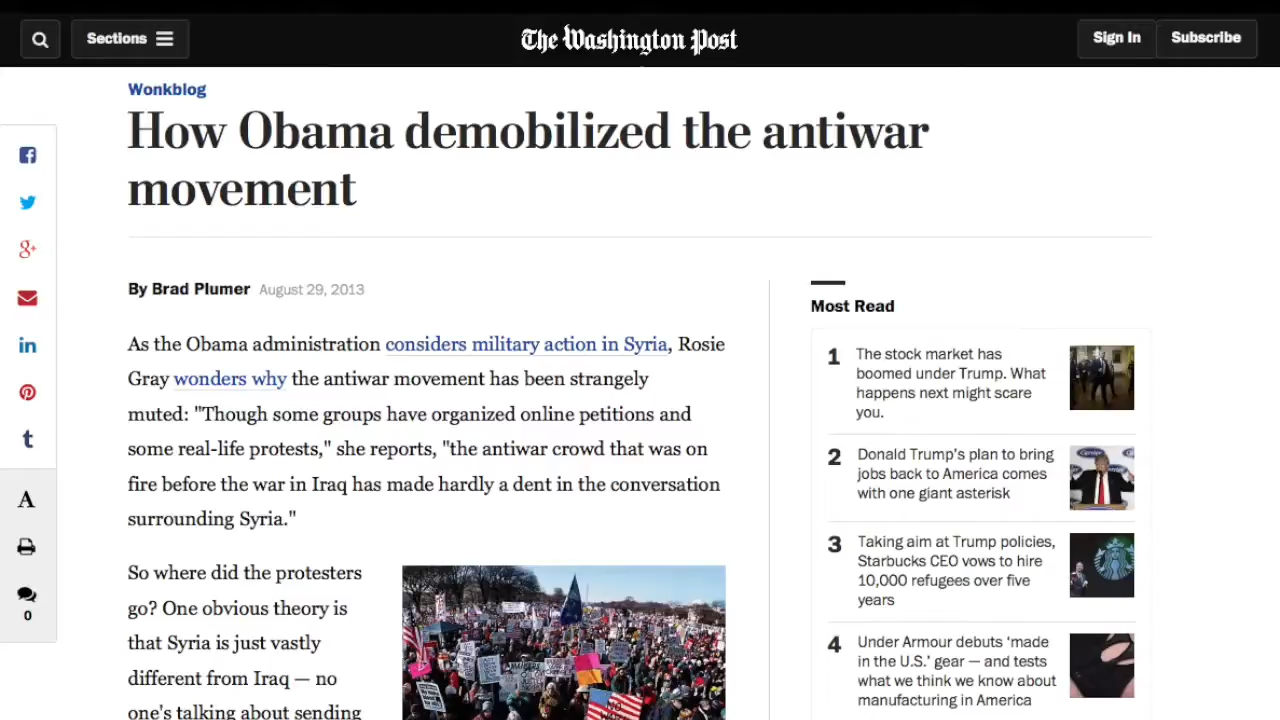 Sections
The Washington Post
Sign In
Subscribe
Wonkblog
How Obama demobilized the antiwar
movement
By Brad Plumer August 29, 2013
As the Obama administration considers military action in Syria, Rosie
Gray wonders why the antiwar movement has been strangely
muted: "Though some groups have organized online petitions and
some real-life protests," she reports, "the antiwar crowd that was on
fire before the war in Iraq has made hardly a dent in the conversation
surrounding Syria."
So where did the protesters
go? One obvious theory is
that Syria is just vastly
different from Iraq — no
one's talking about sending
Most Read
1 The stock market has
boomed under Trump. What
happens next might scare
you.
2 Donald Trump's plan to bring
jobs back to America comes
with one giant asterisk
3 Taking aim at Trump policies,
Starbucks CEO vows to hire
10,000 refugees over five
years
4 Under Armour debuts 'made
in the U.S.' gear — and tests
what we think we know about
manufacturing in America
A
0